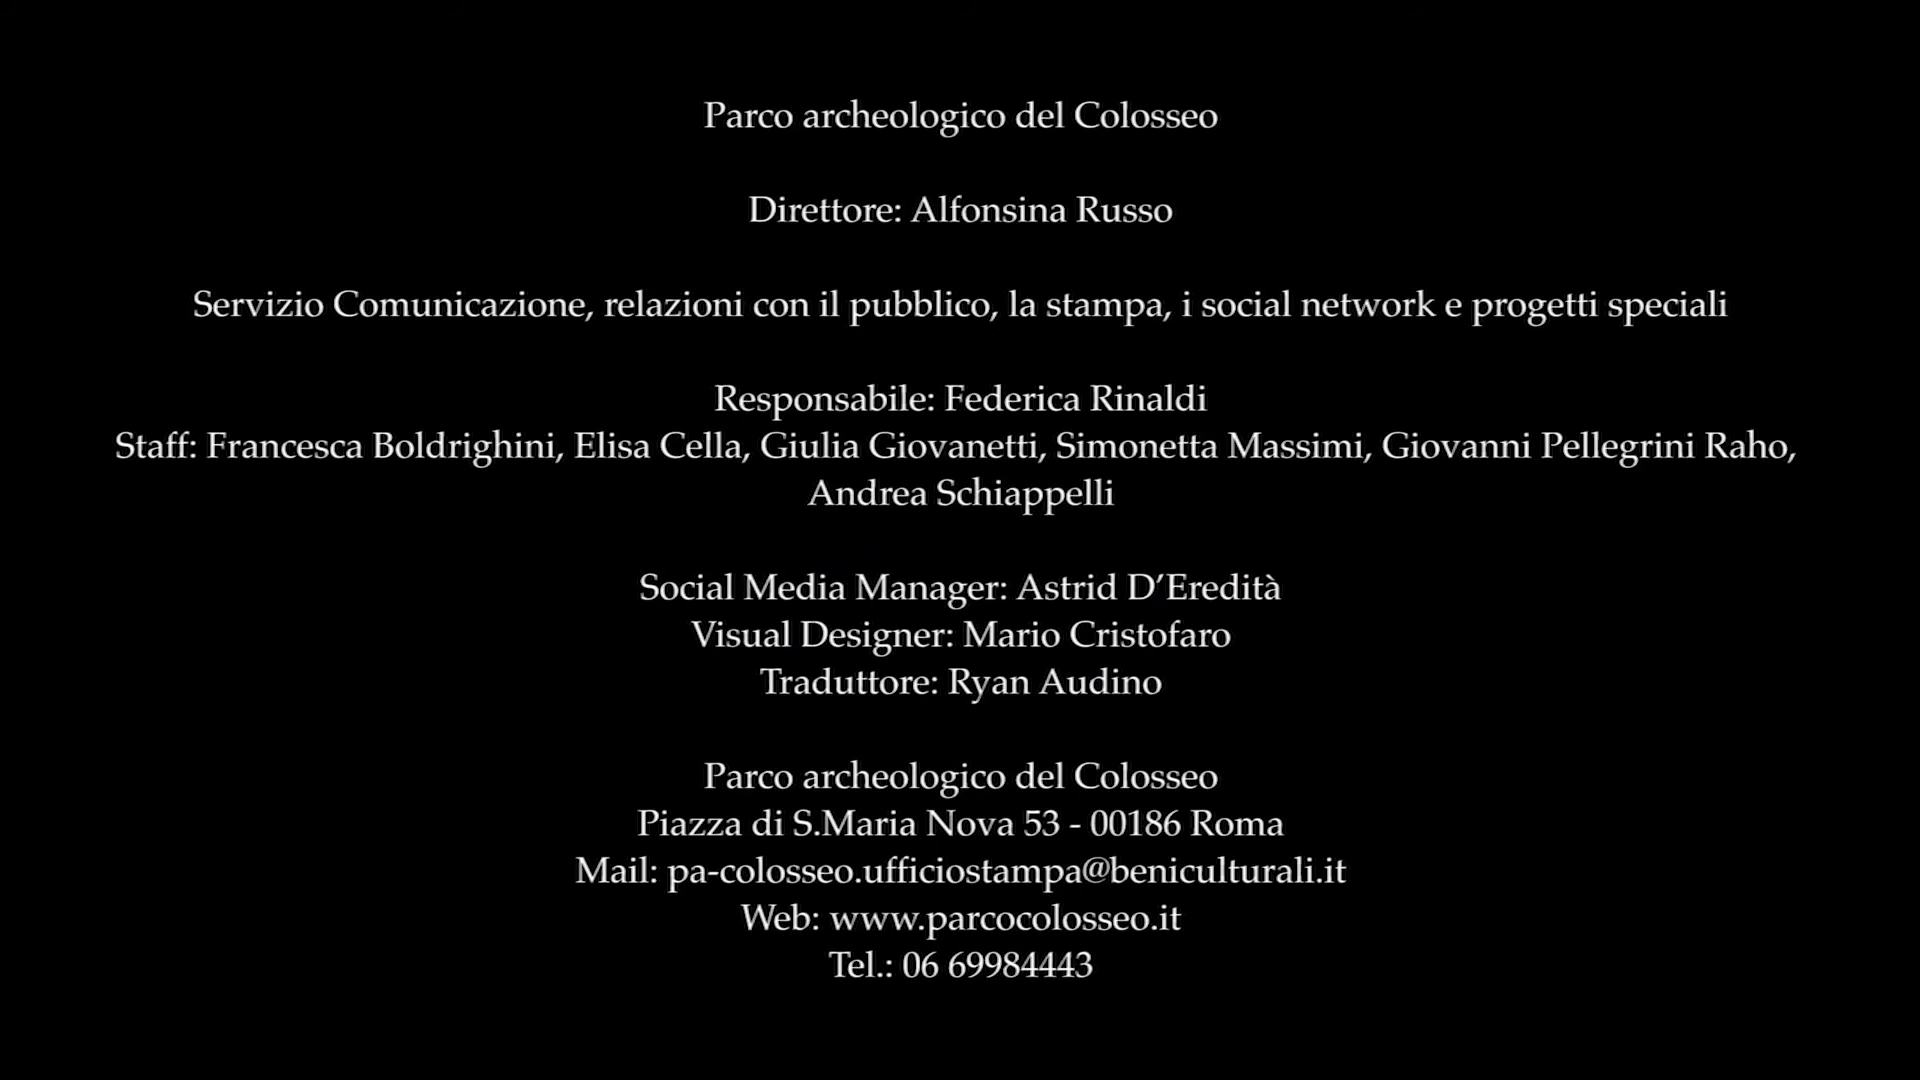 Parco archeologico del Colosseo
Direttore: Alfonsina Russo
Servizio Comunicazione, relazioni con il pubblico, la stampa, i social network e progetti speciali
Responsabile: Federica Rinaldi
Staff: Francesca Boldrighini, Elisa Cella, Giulia Giovanetti, Simonetta Massimi, Giovanni Pellegrini Raho,
Andrea Schiappelli
Social Media Manager: Astrid D’Eredità
Visual Designer: Mario Cristofaro
Traduttore: Ryan Audino
Parco archeologico del Colosseo
Piazza di S.Maria Nova 53 - 00186 Roma
Mail: pa-colosseo.ufficiostampa@beniculturali.it
Web: www.parcocolosseo.it
Tel.: 06 69984443